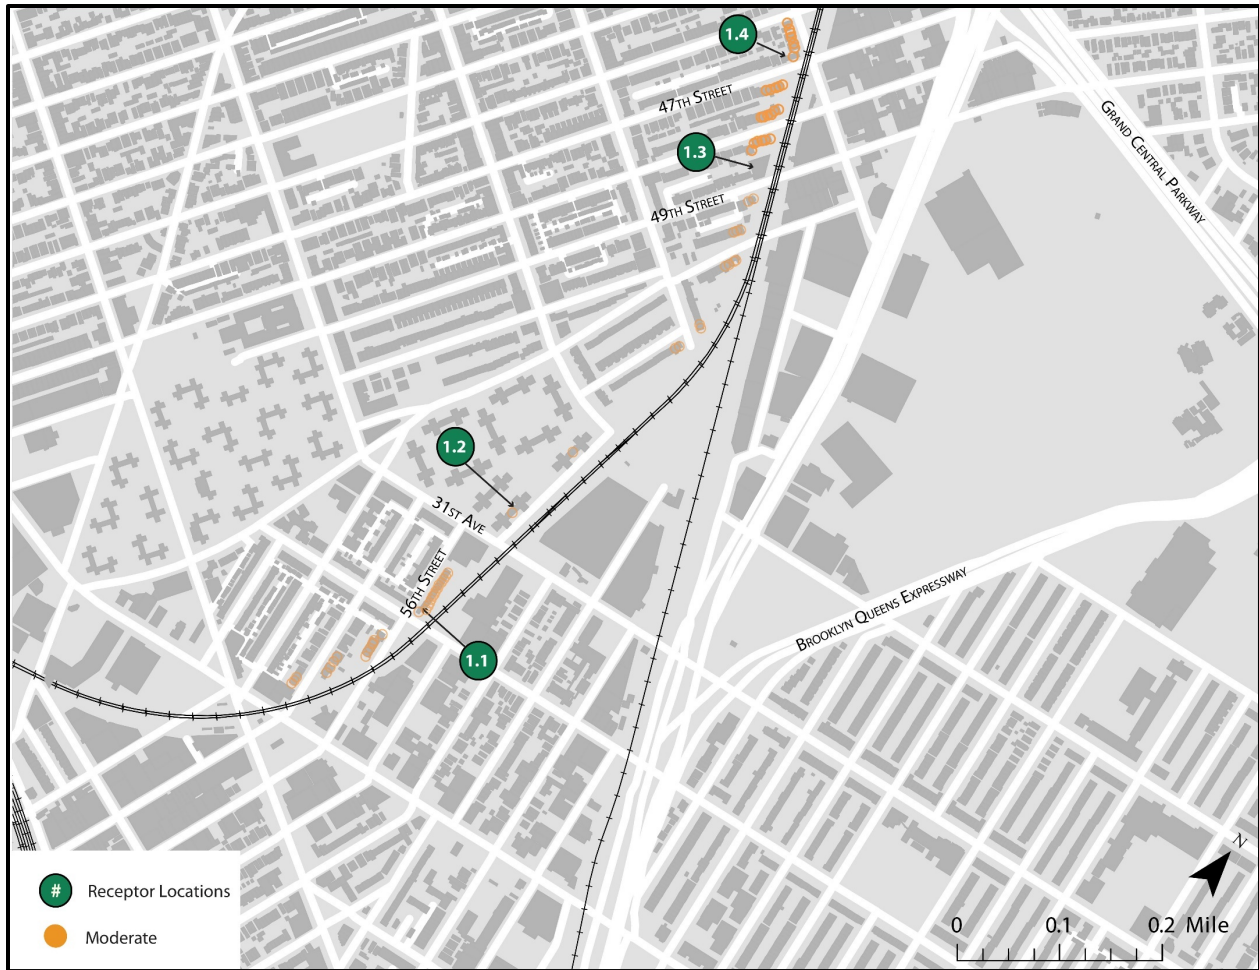 1.4
47TH STREET
1.3
GRAND CENTRAL PARKWAY
49TH STREET
1.2
31ST AVE
56TH STREET
BROOKLYN QUEENS EXPRESSWAY
1.1
N
# Receptor Locations
Moderate
0 0.1 0.2 Mile